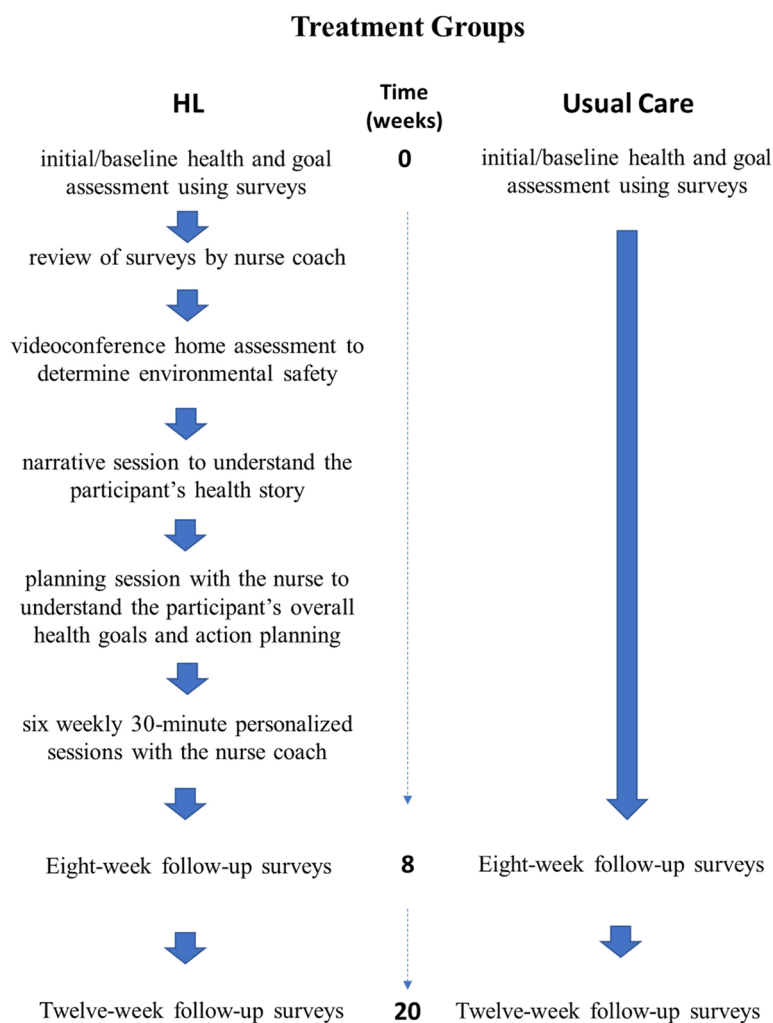 Treatment Groups
HL
Time
(weeks)
Usual Care
initial/baseline health and goal
assessment using surveys
0
initial/baseline health and goal
assessment using surveys
review of surveys by nurse coach
videoconference home assessment to
determine environmental safety
narrative session to understand the
participant's health story
planning session with the nurse to
understand the participant's overall
health goals and action planning
six weekly 30-minute personalized
sessions with the nurse coach
Eight-week follow-up surveys
8
Eight-week follow-up surveys
Twelve-week follow-up surveys
20
Twelve-week follow-up surveys